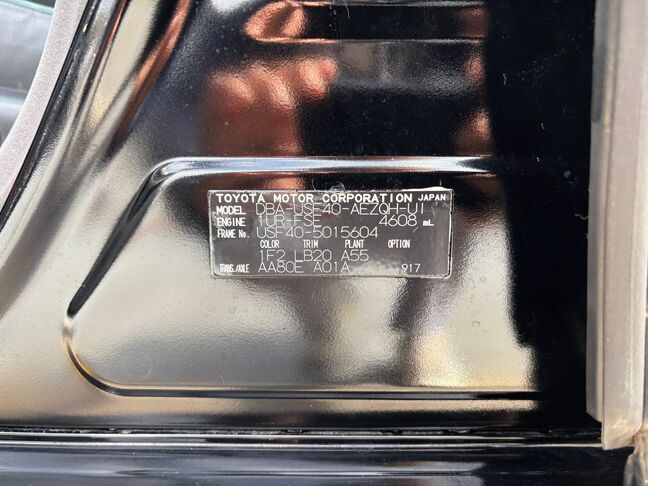 TOYOTA MOTOR CORPORATION JAPAN
MODEL DBA-USF40-AEZQH-UI
ENGINE 1UR-FSE 4608 mL
FRAME No. USF40-5015604
COLOR TRIM PLANT OPTION
1F2 LB20 A55
TRANS./AXLE AA80E A01A 917